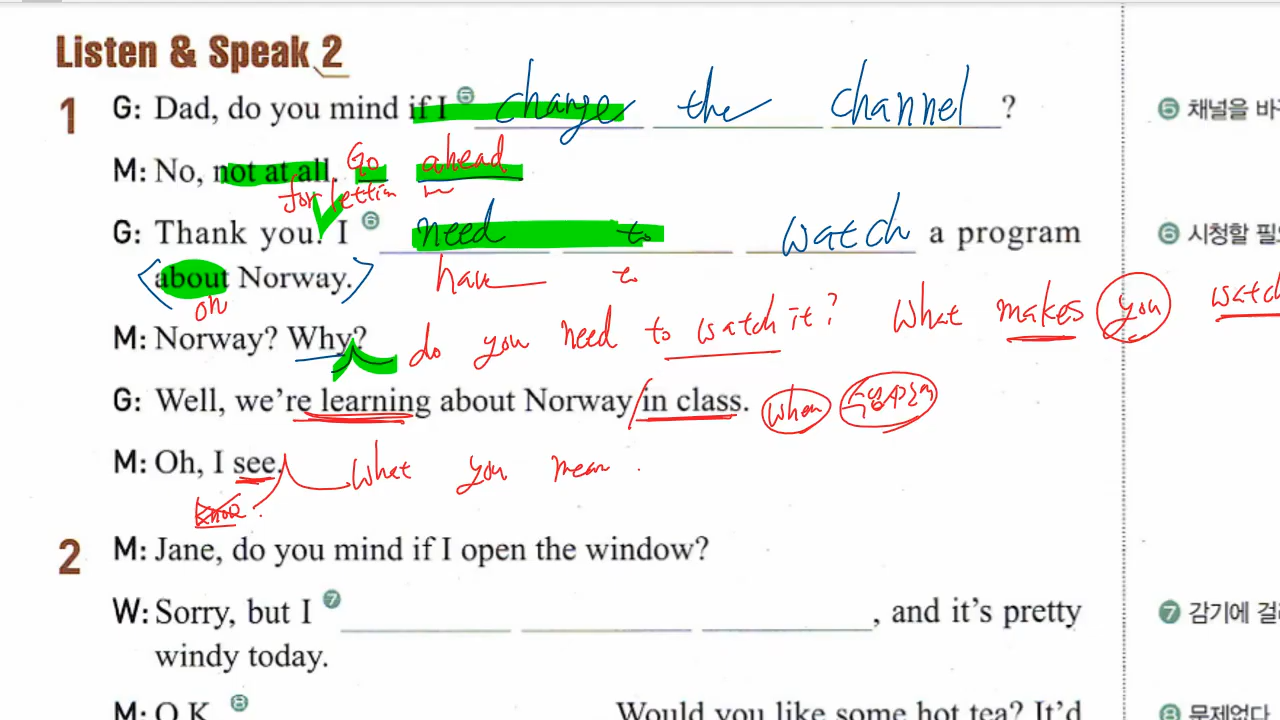 Listen & Speak 2
1 G: Dad, do you mind if I ⑤ change the channel ? ⑤ 채널을 바
M: No, not at all. Go ahead
for lettin
G: Thank you. I ⑥ need to watch a program ⑥ 시청할 필
about Norway. have to
on
M: Norway? Why? do you need to watch it? What makes you watch
G: Well, we're learning about Norway in class. when
M: Oh, I see. what you mean.
know
2 M: Jane, do you mind if I open the window?
W: Sorry, but I ⑦ , and it's pretty ⑦ 감기에 걸
windy today.
M: O.K. ⑧ Would you like some hot tea? It'd ⑧ 문제없다